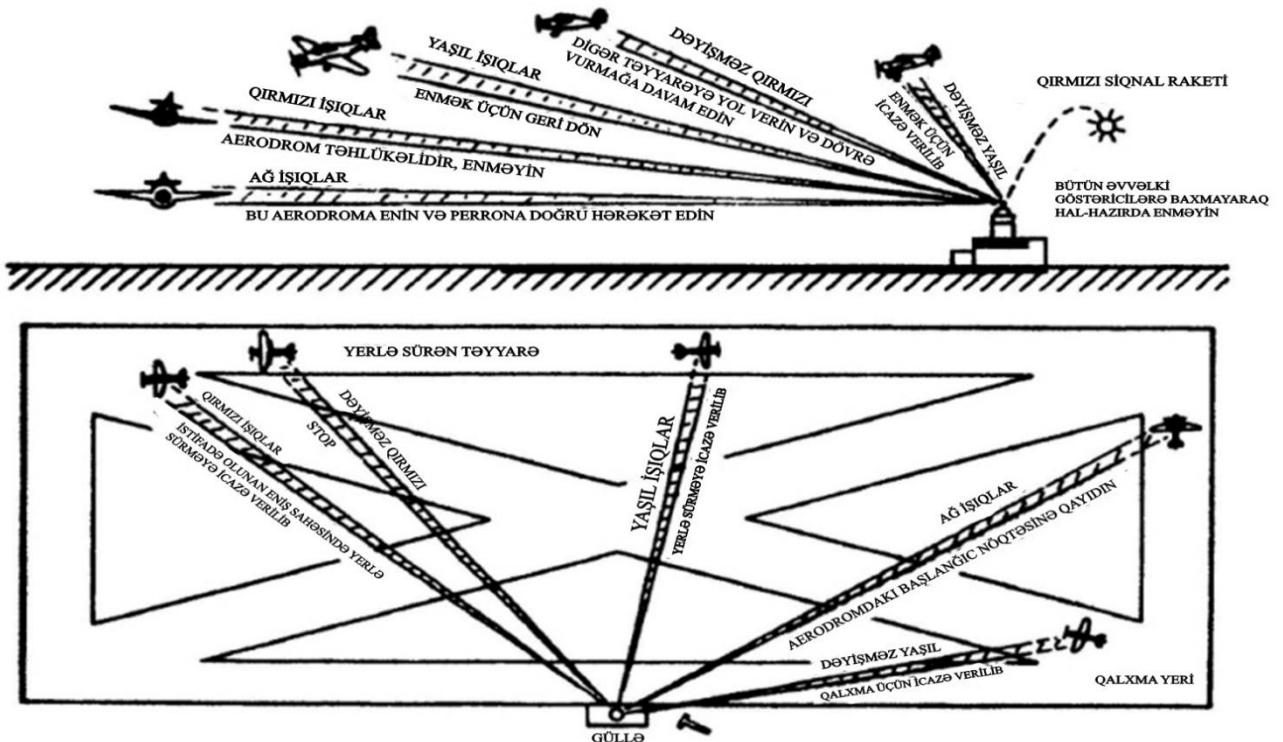 DƏYİŞMƏZ QIRMIZI
DİGƏR TƏYYARƏYƏ YOL VERİN VƏ DÖVRƏ
VURMAĞA DAVAM EDİN
YAŞIL İŞIQLAR
ENMƏK ÜÇÜN GERİ DÖN
QIRMIZI İŞIQLAR
AERODROM TƏHLÜKƏLİDİR, ENMƏYİN
AĞ İŞIQLAR
BU AERODROMA ENİN VƏ PERRONA DOĞRU HƏRƏKƏT EDİN
DƏYİŞMƏZ YAŞIL
ENMƏK ÜÇÜN
İCAZƏ VERİLİB
QIRMIZI SİQNAL RAKETİ
BÜTÜN ƏVVƏLKİ
GÖSTƏRİCİLƏRƏ BAXMAYARAQ
HAL-HAZIRDA ENMƏYİN
YERLƏ SÜRƏN TƏYYARƏ
QIRMIZI İŞIQLAR
İSTİFADƏ OLUNAN ENİŞ SAHƏSİNDƏ YERLƏ
SÜRMƏYƏ İCAZƏ VERİLİB
DƏYİŞMƏZ QIRMIZI
STOP
YAŞIL İŞIQLAR
YERLƏ SÜRMƏYƏ İCAZƏ VERİLİB
AĞ İŞIQLAR
AERODROMDAKI BAŞLANĞIC NÖQTƏSİNƏ QAYIDIN
DƏYİŞMƏZ YAŞIL
QALXMA ÜÇÜN İCAZƏ VERİLİB
QALXMA YERİ
GÜLLƏ